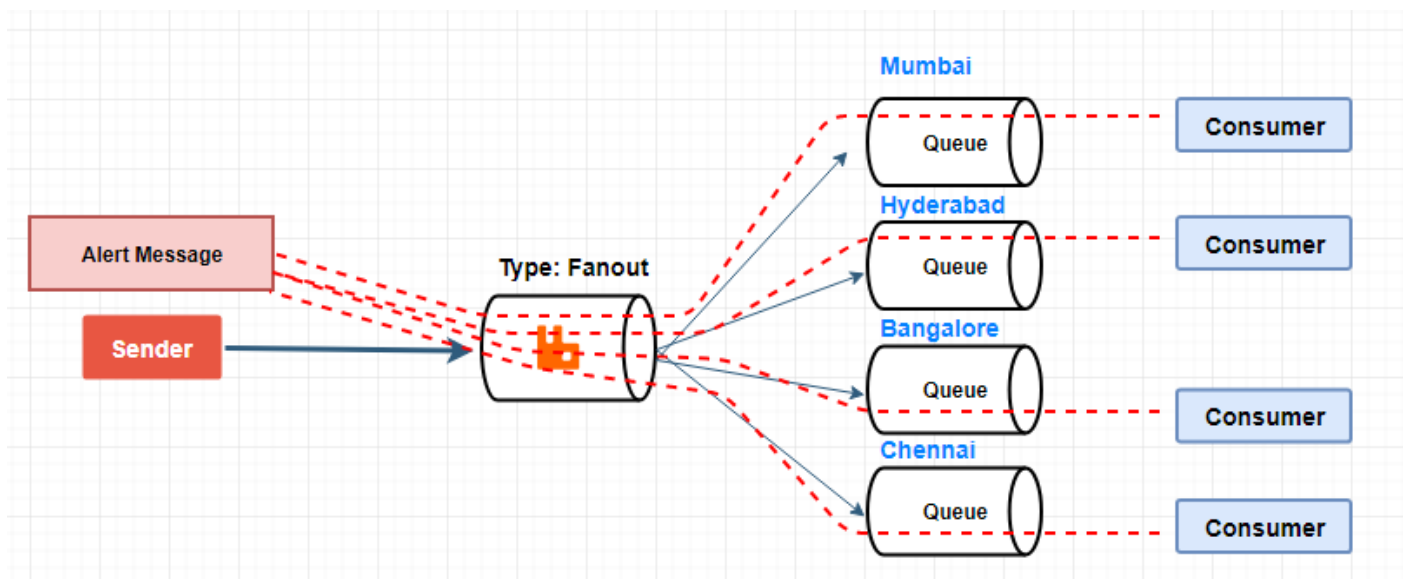 Mumbai
Queue
Consumer
Hyderabad
Queue
Consumer
Alert Message
Type: Fanout
Sender
Bangalore
Queue
Consumer
Chennai
Queue
Consumer